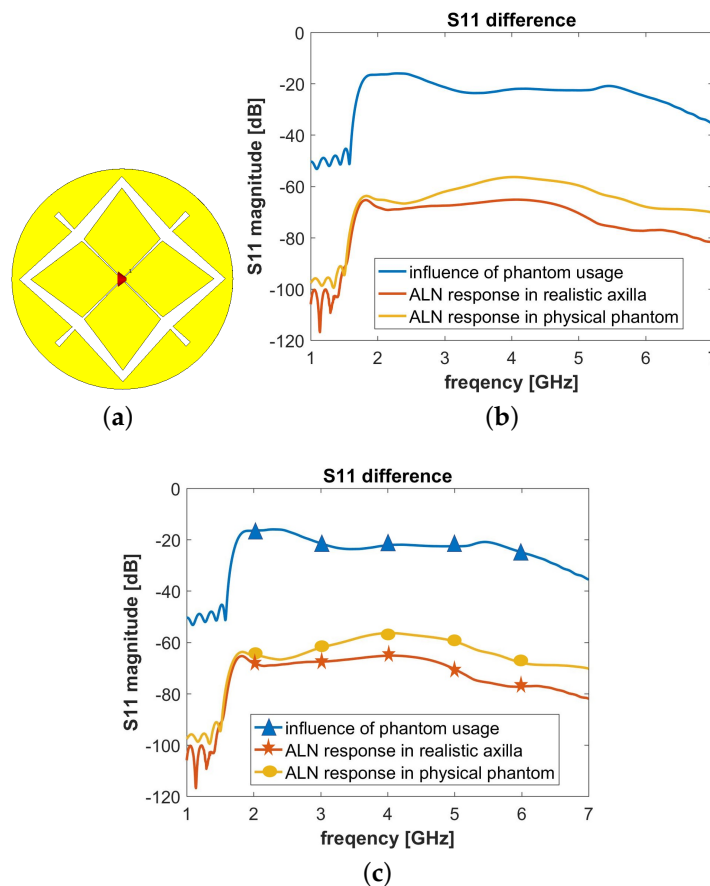 S11 difference
0
-20
-40
-60
-80
-100
-120
S11 magnitude [dB]
influence of phantom usage
ALN response in realistic axilla
ALN response in physical phantom
1 2 3 4 5 6 7
freqency [GHz]
(a)
(b)
S11 difference
0
-20
-40
-60
-80
-100
-120
S11 magnitude [dB]
influence of phantom usage
ALN response in realistic axilla
ALN response in physical phantom
1 2 3 4 5 6 7
freqency [GHz]
(c)